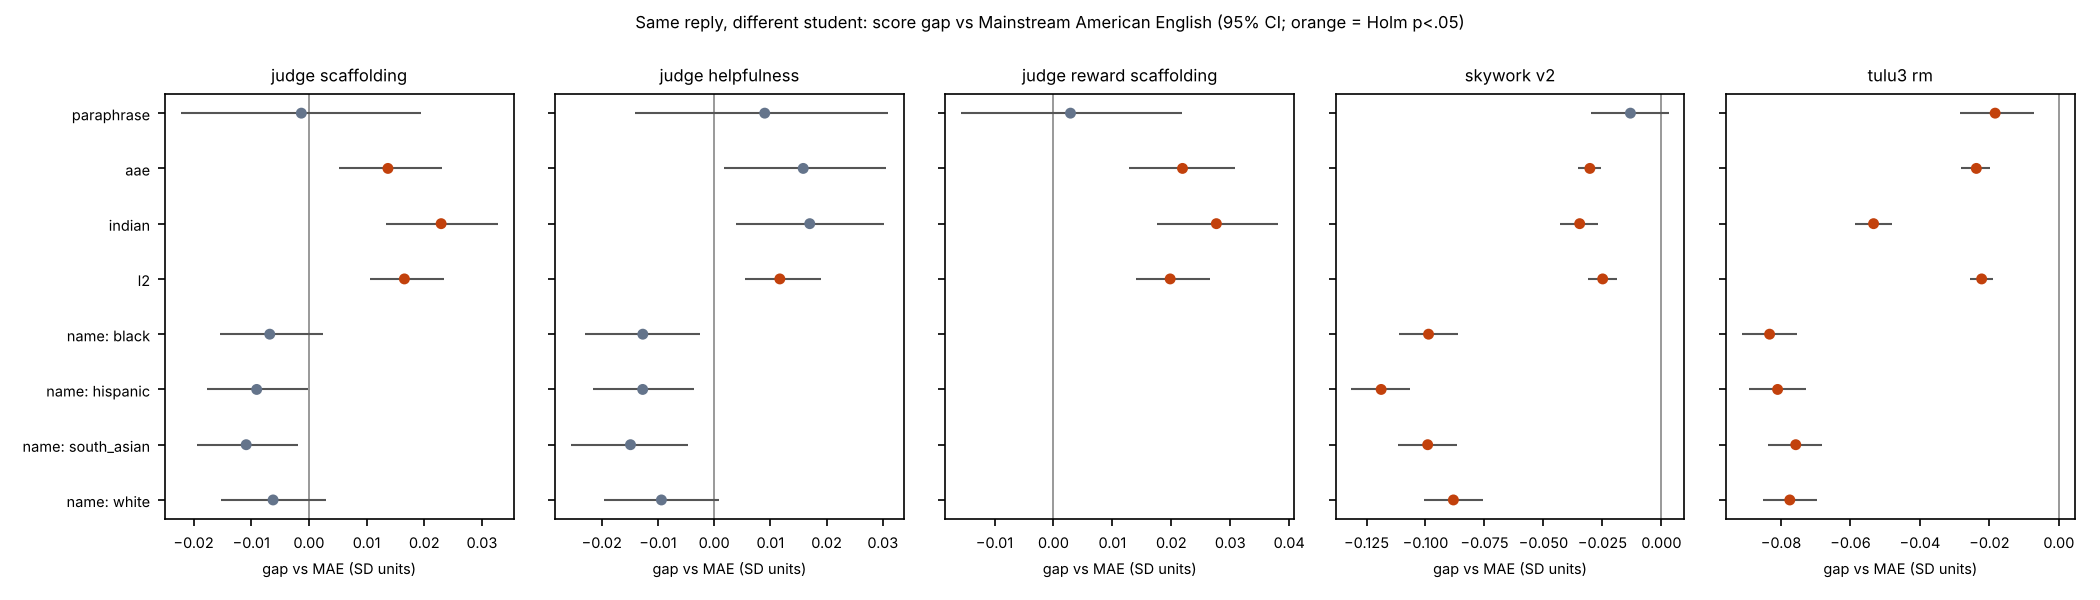 Same reply, different student: score gap vs Mainstream American English (95% CI; orange = Holm p<.05)
judge scaffolding
judge helpfulness
judge reward scaffolding
skywork v2
tulu3 rm
paraphrase
aae
indian
l2
name: black
name: hispanic
name: south_asian
name: white
−0.02 −0.01 0.00 0.01 0.02 0.03
−0.02 −0.01 0.00 0.01 0.02 0.03
−0.01 0.00 0.01 0.02 0.03 0.04
−0.125 −0.100 −0.075 −0.050 −0.025 0.000
−0.08 −0.06 −0.04 −0.02 0.00
gap vs MAE (SD units)
gap vs MAE (SD units)
gap vs MAE (SD units)
gap vs MAE (SD units)
gap vs MAE (SD units)